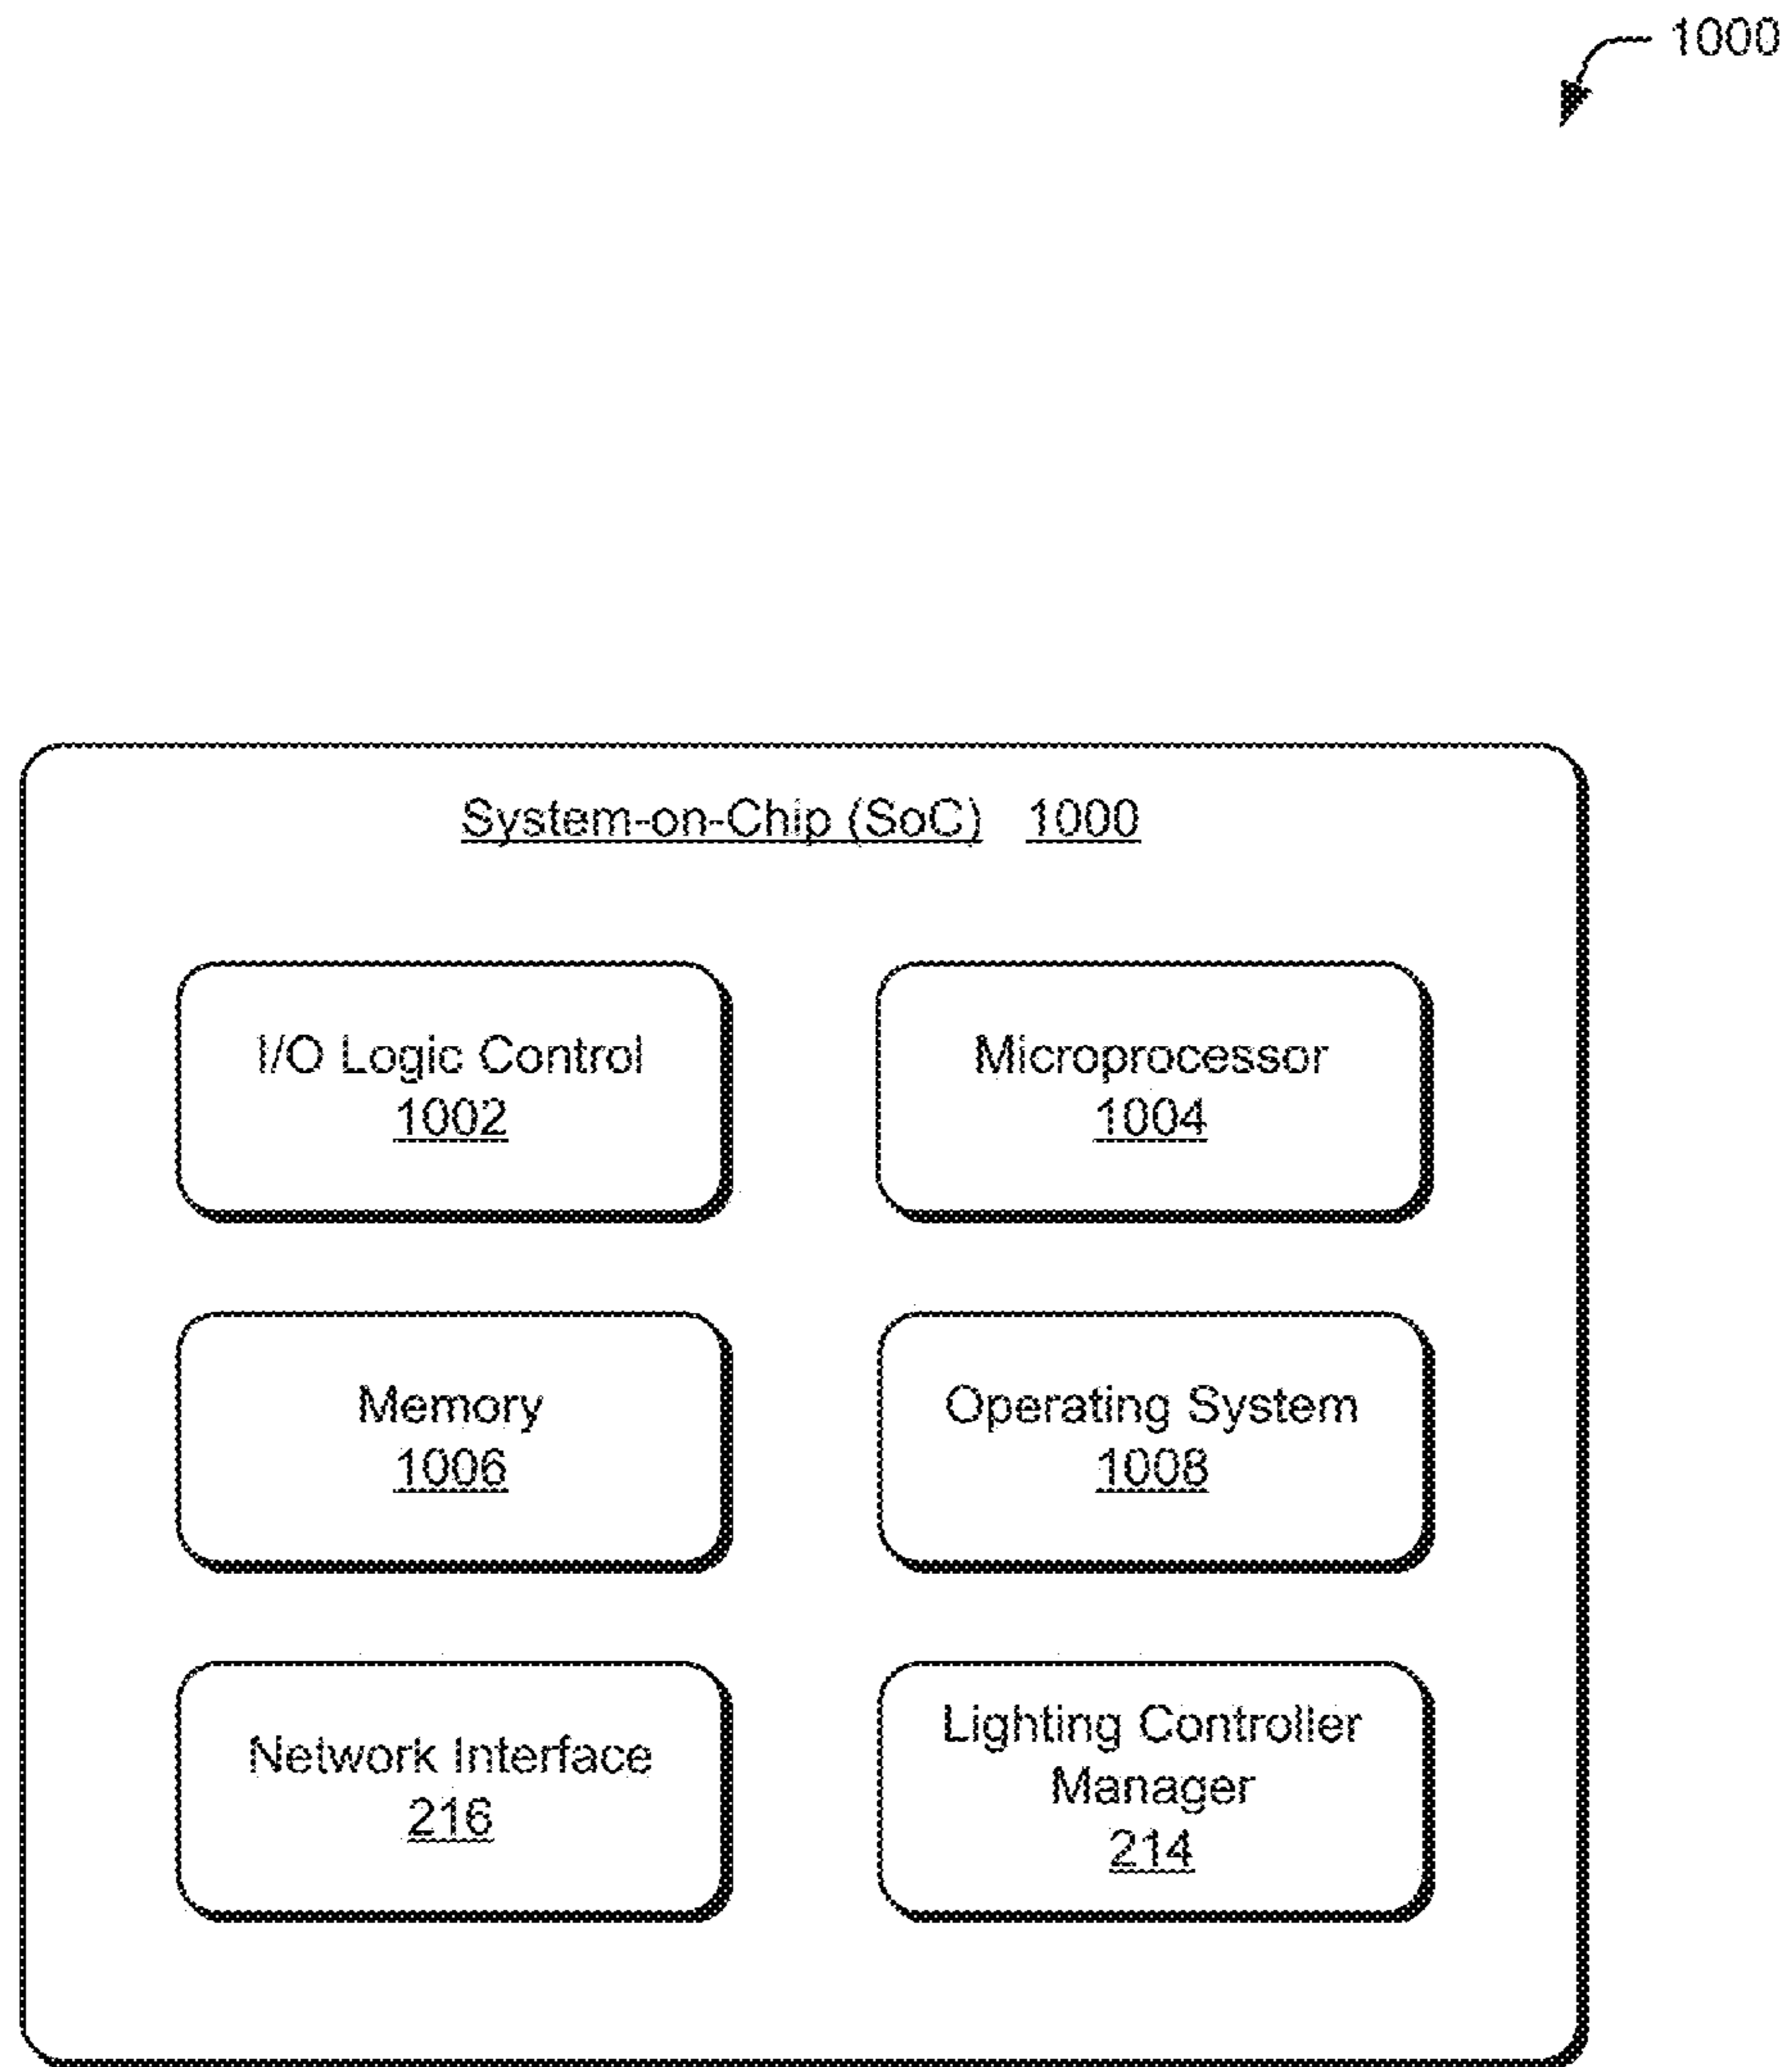 1000
System-on-Chip (SoC) 1000
I/O Logic Control
1002
Microprocessor
1004
Memory
1006
Operating System
1008
Network Interface
216
Lighting Controller
Manager
214